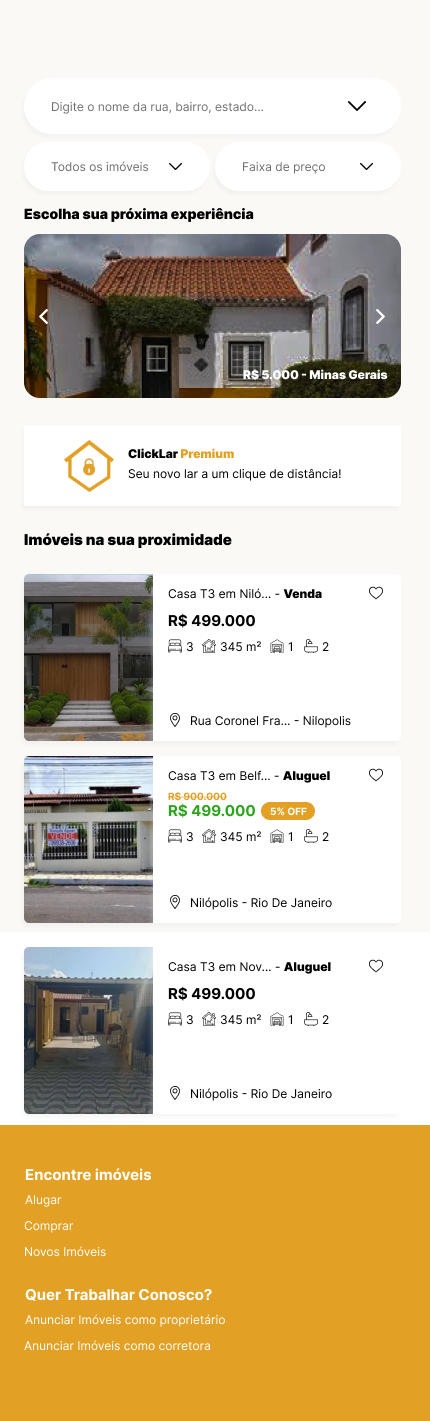 Digite o nome da rua, bairro, estado...
Todos os imóveis
Faixa de preço
Escolha sua próxima experiência
R$ 5.000 - Minas Gerais
ClickLar Premium
Seu novo lar a um clique de distância!
Imóveis na sua proximidade
Casa T3 em Niló... - Venda
R$ 499.000
3 345 m² 1 2
Rua Coronel Fra... - Nilopolis
Casa T3 em Belf... - Aluguel
R$ 900.000
R$ 499.000 5% OFF
3 345 m² 1 2
VENDE
Nilópolis - Rio De Janeiro
Casa T3 em Nov... - Aluguel
R$ 499.000
3 345 m² 1 2
Nilópolis - Rio De Janeiro
Encontre imóveis
Alugar
Comprar
Novos Imóveis
Quer Trabalhar Conosco?
Anunciar Imóveis como proprietário
Anunciar Imóveis como corretora